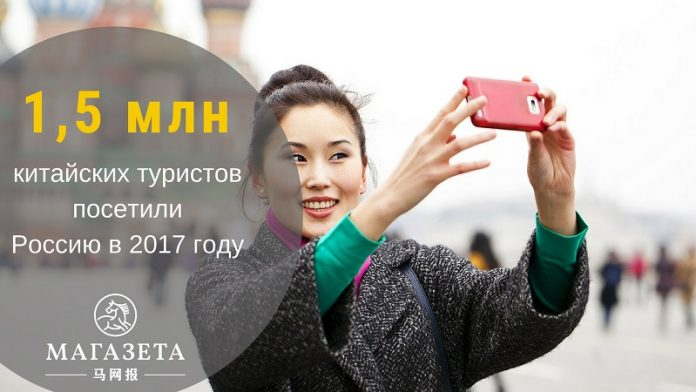 1,5 млн
китайских туристов
посетили
Россию в 2017 году
МАГАЗЕТА
马网报